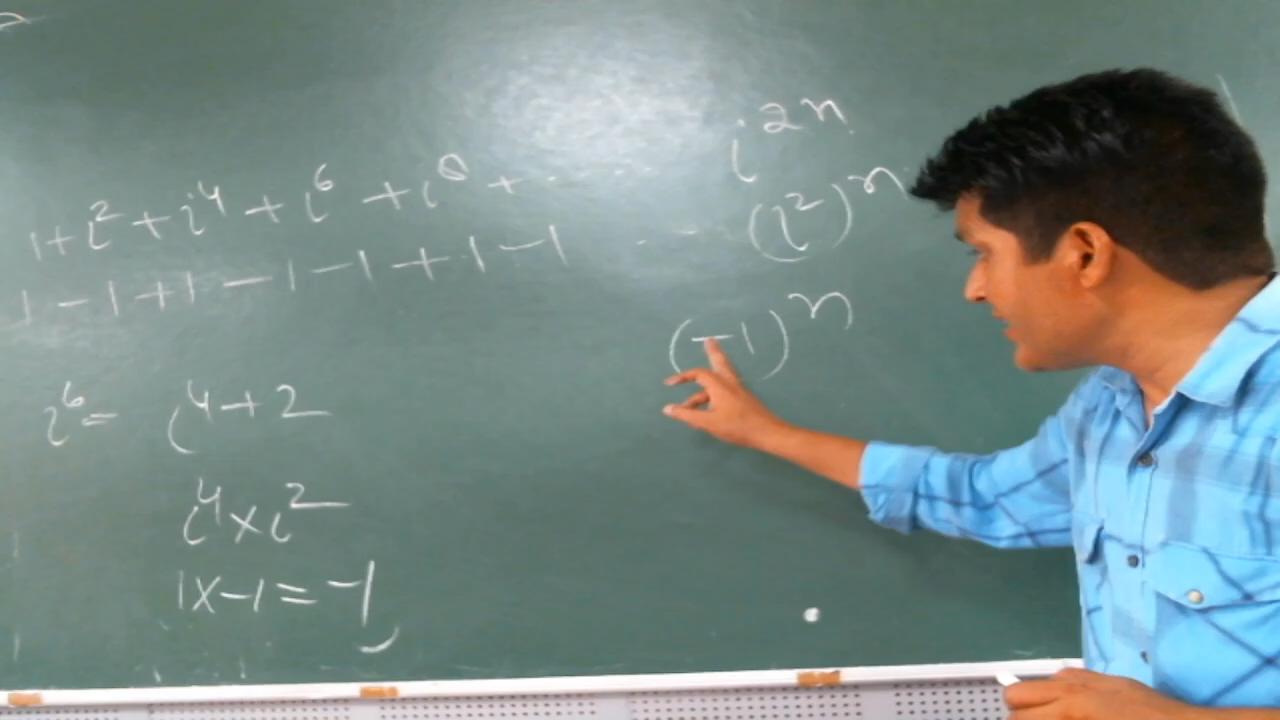 1+i²+i⁴+i⁶+i⁸+........ i²ⁿ
1-1+1-1-1+1-1 ... (i²)ⁿ
(-1)ⁿ
i⁶= i⁴⁺²
i⁴×i²
1×-1=-1